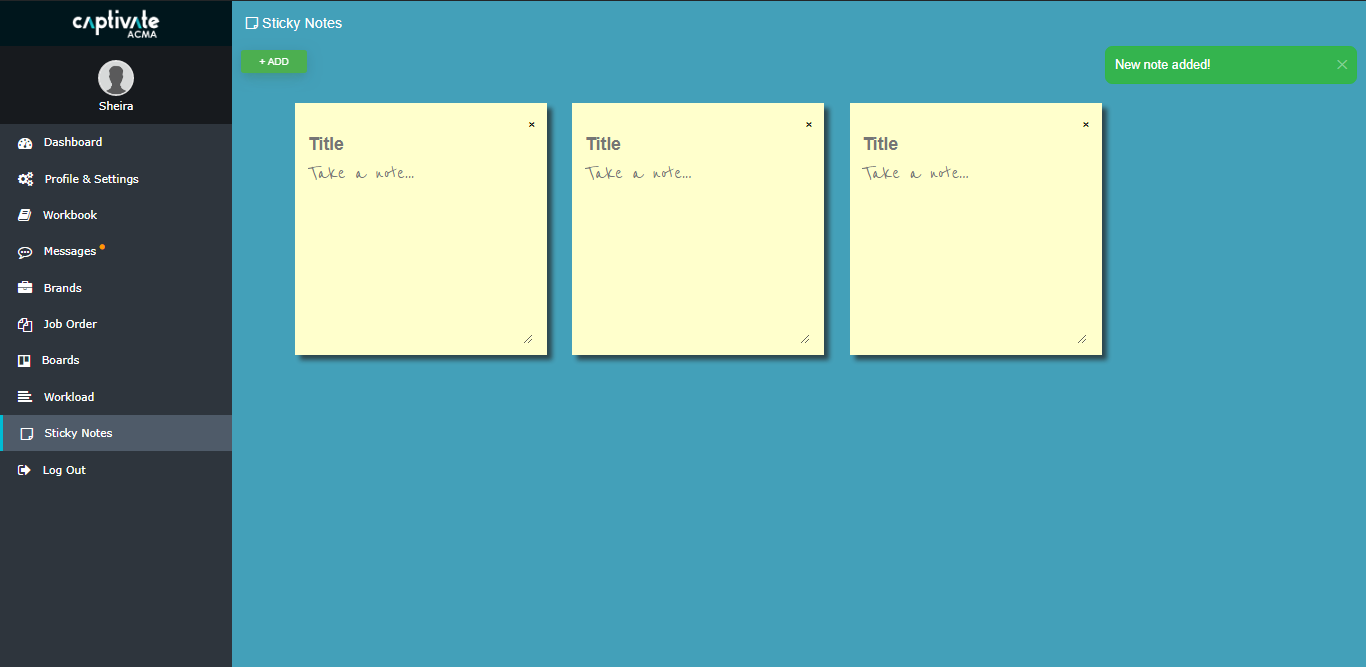 captivate
ACMA
Sheira
Dashboard
Profile & Settings
Workbook
Messages
Brands
Job Order
Boards
Workload
Sticky Notes
Log Out
Sticky Notes
+ ADD
New note added! ×
×
Title
Take a note...
×
Title
Take a note...
×
Title
Take a note...